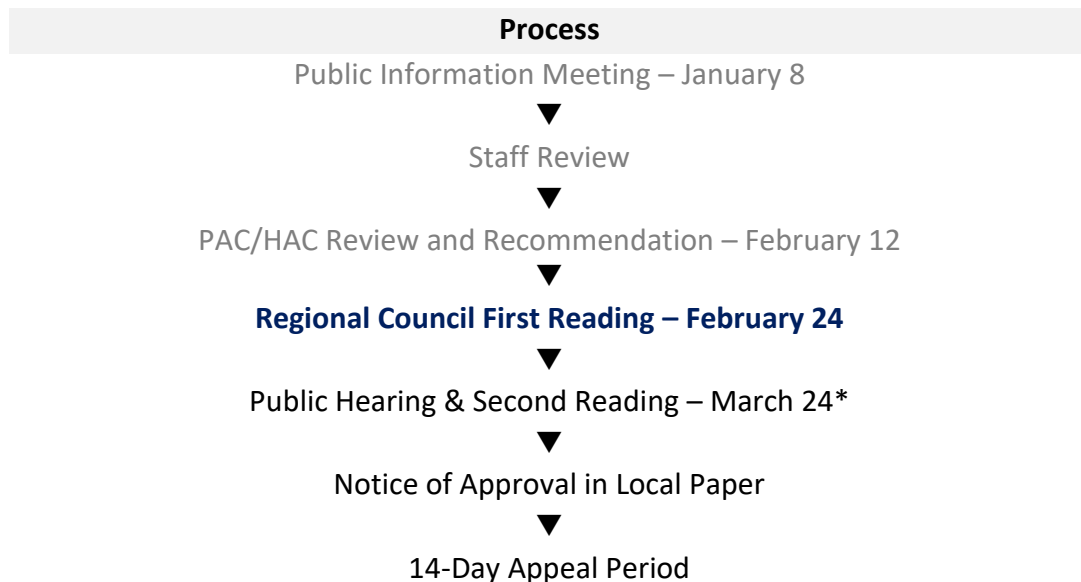 Process
Public Information Meeting – January 8
Staff Review
PAC/HAC Review and Recommendation – February 12
Regional Council First Reading – February 24
Public Hearing & Second Reading – March 24*
Notice of Approval in Local Paper
14-Day Appeal Period